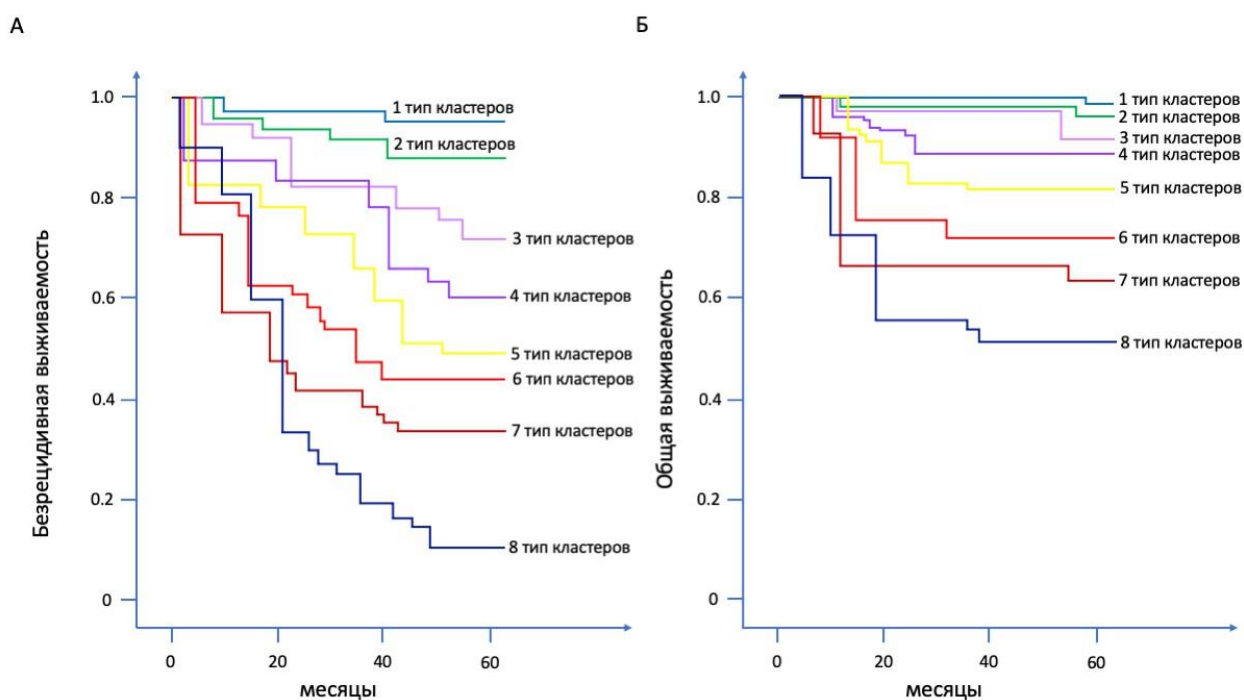 А
Безрецидивная выживаемость
1.0
0.8
0.6
0.4
0.2
0
1 тип кластеров
2 тип кластеров
3 тип кластеров
4 тип кластеров
5 тип кластеров
6 тип кластеров
7 тип кластеров
8 тип кластеров
0 20 40 60
месяцы
Б
Общая выживаемость
1.0
0.8
0.6
0.4
0.2
0
1 тип кластеров
2 тип кластеров
3 тип кластеров
4 тип кластеров
5 тип кластеров
6 тип кластеров
7 тип кластеров
8 тип кластеров
0 20 40 60
месяцы